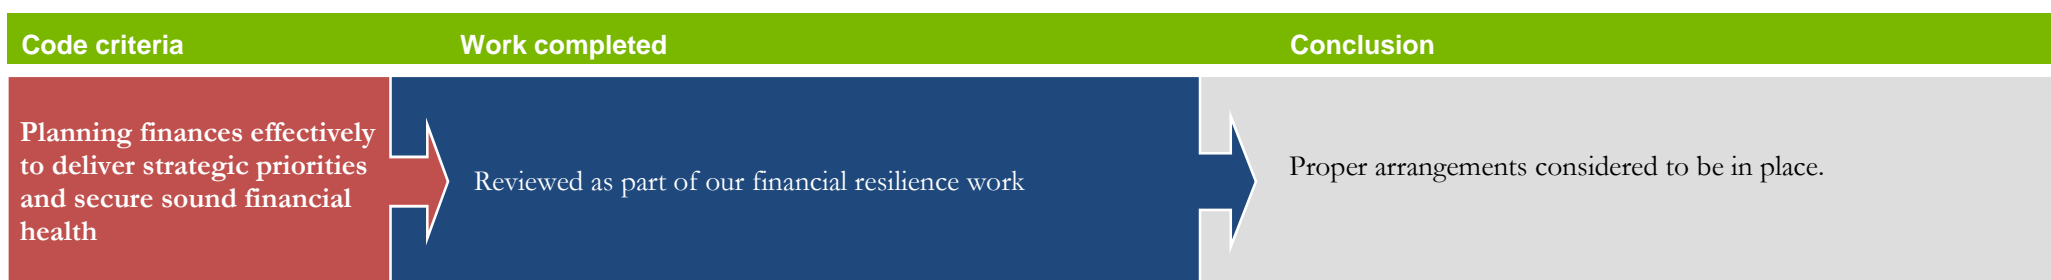 Code criteria Work completed Conclusion
Planning finances effectively
to deliver strategic priorities
and secure sound financial
health
Reviewed as part of our financial resilience work
Proper arrangements considered to be in place.